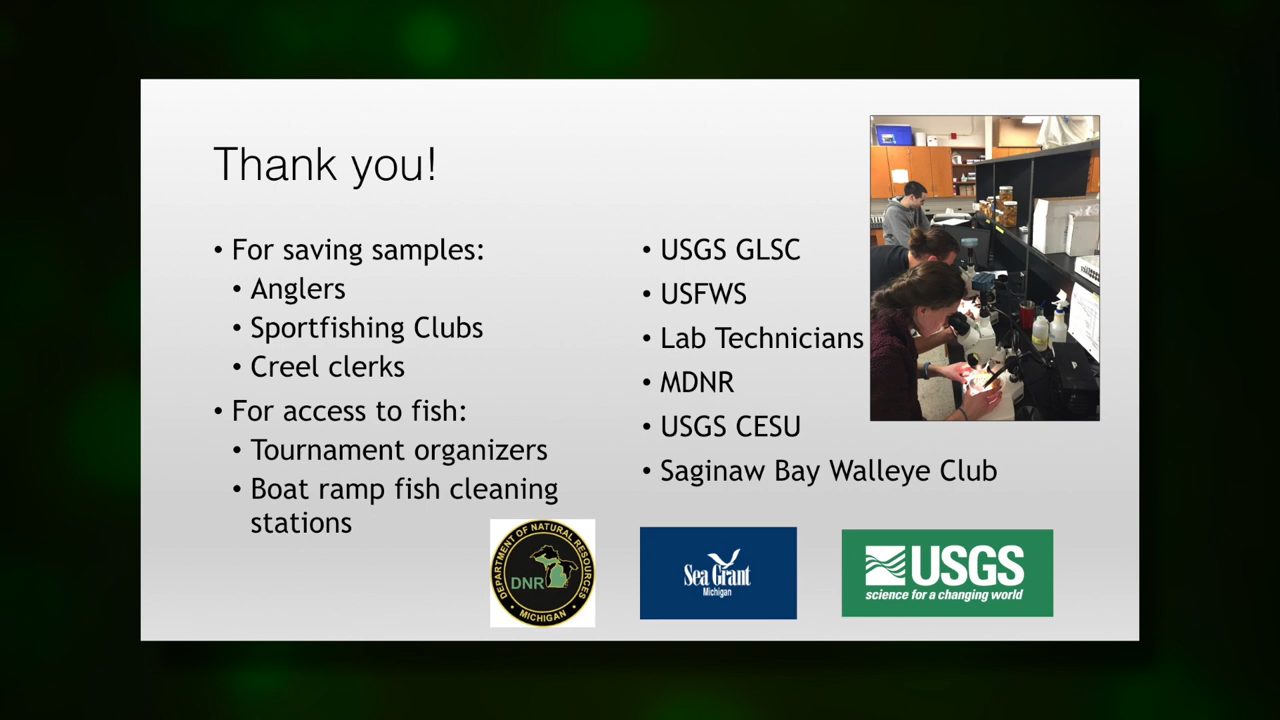 Thank you!
• For saving samples:
• Anglers
• Sportfishing Clubs
• Creel clerks
• For access to fish:
• Tournament organizers
• Boat ramp fish cleaning
stations
• USGS GLSC
• USFWS
• Lab Technicians
• MDNR
• USGS CESU
• Saginaw Bay Walleye Club
DEPARTMENT OF NATURAL RESOURCES
DNR
• MICHIGAN •
Sea Grant
Michigan
USGS
science for a changing world